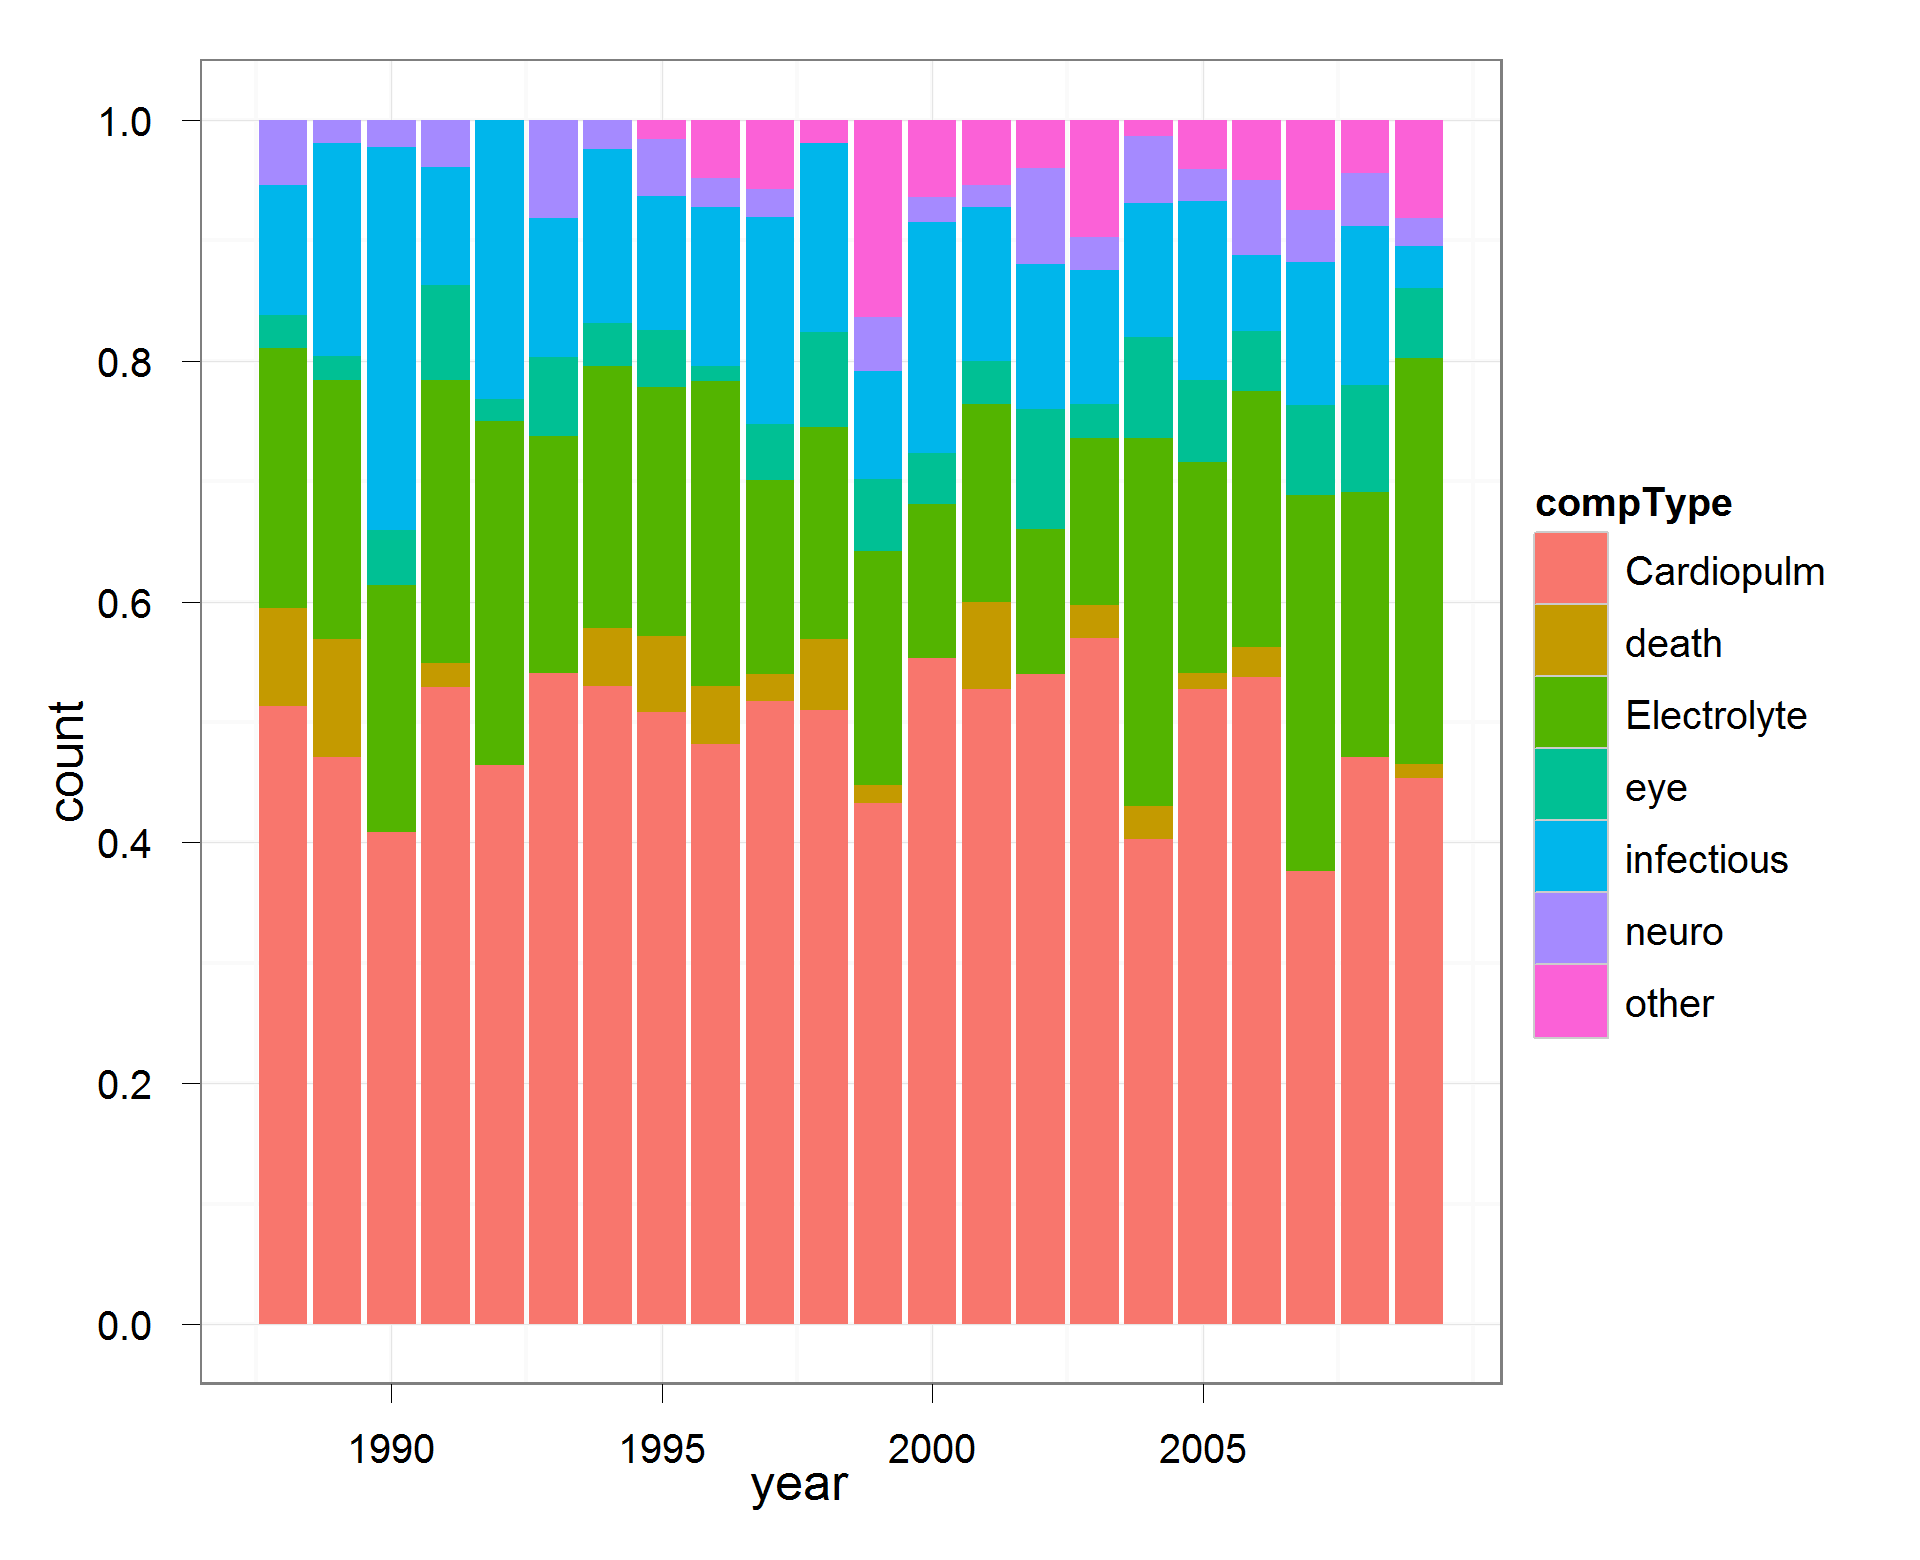 1.0
0.8
0.6
0.4
0.2
0.0
count
1990 1995 2000 2005
year
compType
Cardiopulm
death
Electrolyte
eye
infectious
neuro
other